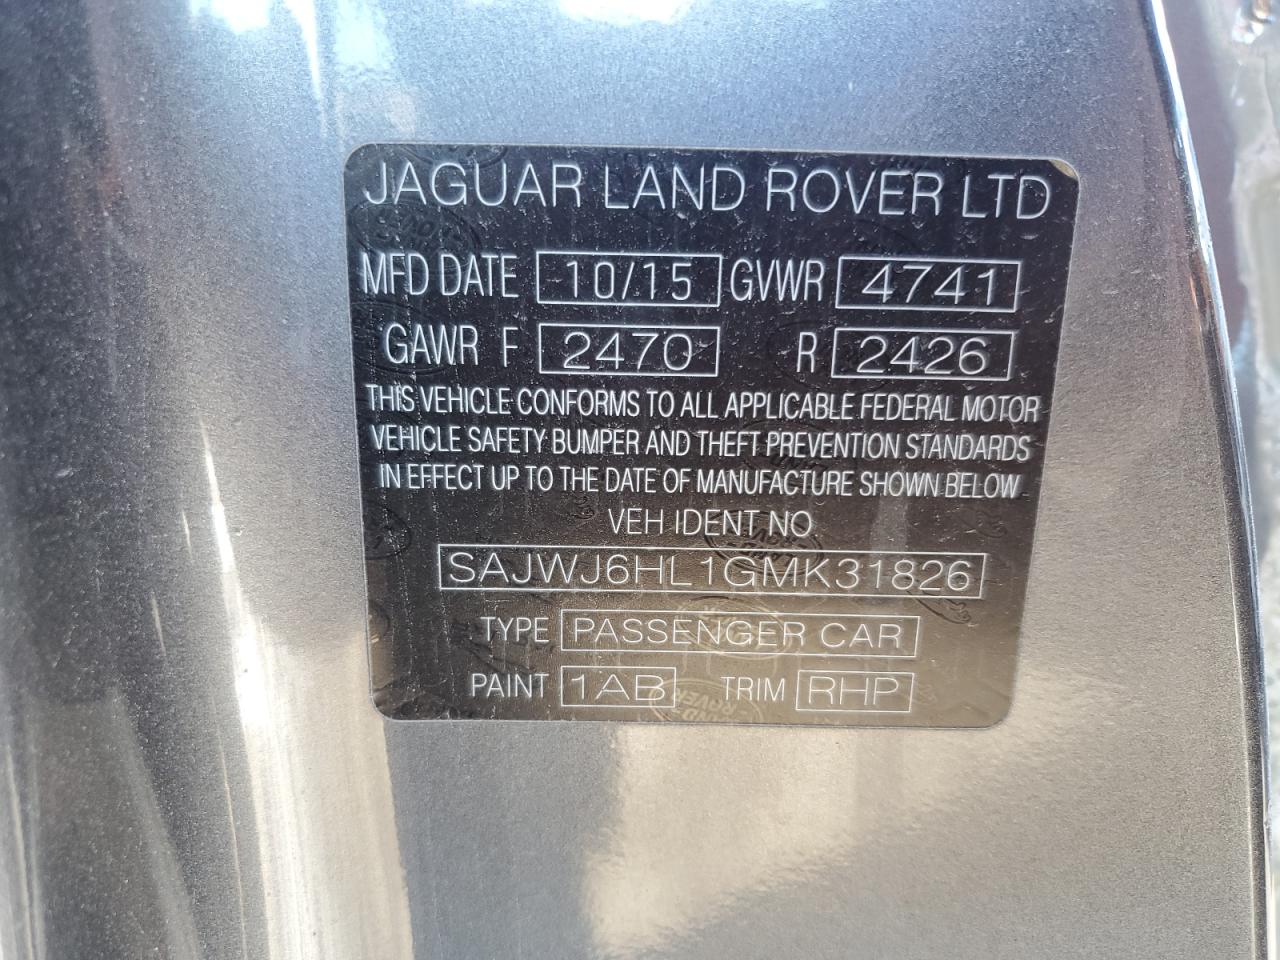 JAGUAR LAND ROVER LTD
MFD DATE 10/15 GVWR 4741
GAWR F 2470 R 2426
THIS VEHICLE CONFORMS TO ALL APPLICABLE FEDERAL MOTOR
VEHICLE SAFETY BUMPER AND THEFT PREVENTION STANDARDS
IN EFFECT UP TO THE DATE OF MANUFACTURE SHOWN BELOW
VEH IDENT NO
SAJWJ6HL1GMK31826
TYPE PASSENGER CAR
PAINT 1AB TRIM RHP